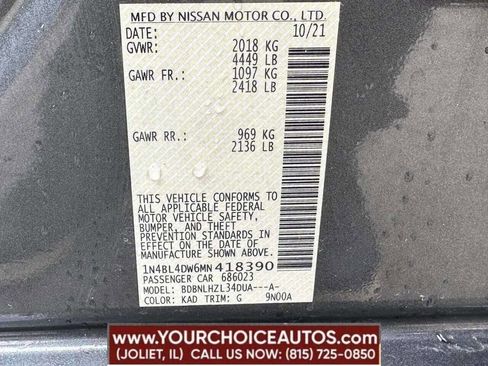 MFD BY NISSAN MOTOR CO., LTD.
DATE: 10/21
GVWR: 2018 KG
4449 LB
GAWR FR.: 1097 KG
2418 LB
GAWR RR.: 969 KG
2136 LB
THIS VEHICLE CONFORMS TO
ALL APPLICABLE FEDERAL
MOTOR VEHICLE SAFETY,
BUMPER, AND THEFT
PREVENTION STANDARDS
IN EFFECT ON THE DATE OF
MANUFACTURE SHOWN ABOVE.
1N4BL4DW6MN418390
PASSENGER CAR 686023
MODEL: BDBNLHZL34DUA---A-
COLOR: KAD TRIM: G 9N00A
WWW.YOURCHOICEAUTOS.COM
(JOLIET, IL) CALL US NOW (815) 725-0850